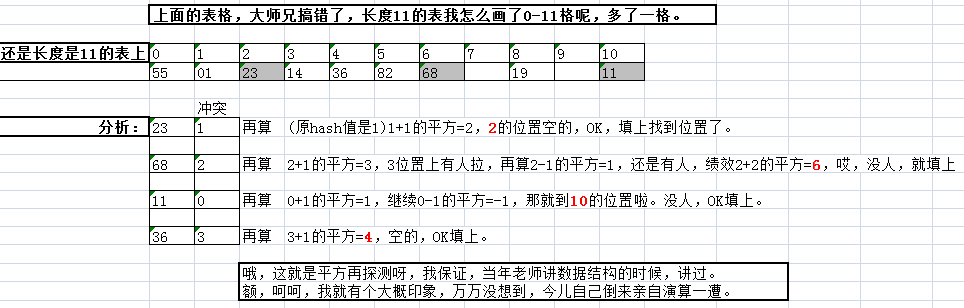 上面的表格，大师兄搞错了，长度11的表我怎么画了0-11格呢，多了一格。
还是长度是11的表上 0 1 2 3 4 5 6 7 8 9 10
55 01 23 14 36 82 68 19 11
冲突
分析： 23 1 再算 (原hash值是1)1+1的平方=2，2的位置空的，OK，填上找到位置了。
68 2 再算 2+1的平方=3，3位置上有人拉，再算2-1的平方=1，还是有人，绩效2+2的平方=6，哎，没人，就填上
11 0 再算 0+1的平方=1，继续0-1的平方=-1，那就到10的位置啦。没人，OK填上。
36 3 再算 3+1的平方=4，空的，OK填上。
哦，这就是平方再探测呀，我保证，当年老师讲数据结构的时候，讲过。
额，呵呵，我就有个大概印象，万万没想到，今儿自己倒来亲自演算一遭。